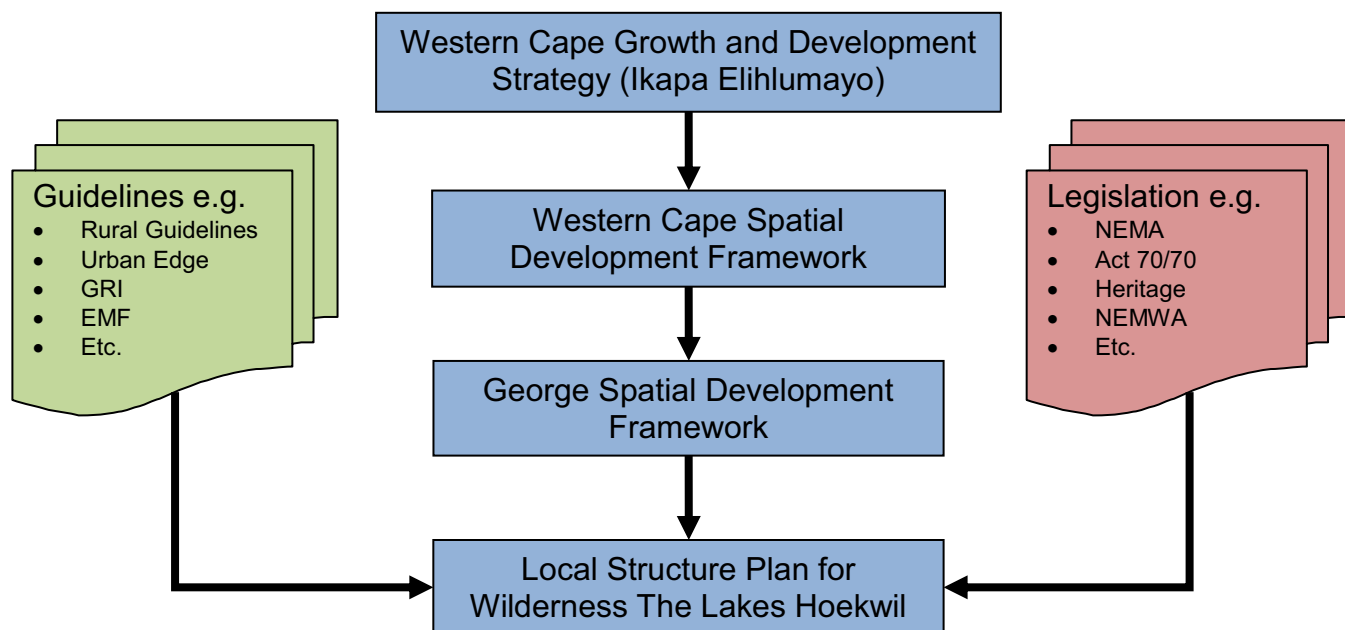 Western Cape Growth and Development
Strategy (Ikapa Elihlumayo)
Guidelines e.g.
• Rural Guidelines
• Urban Edge
• GRI
• EMF
• Etc.
Western Cape Spatial
Development Framework
Legislation e.g.
• NEMA
• Act 70/70
• Heritage
• NEMWA
• Etc.
George Spatial Development
Framework
Local Structure Plan for
Wilderness The Lakes Hoekwil